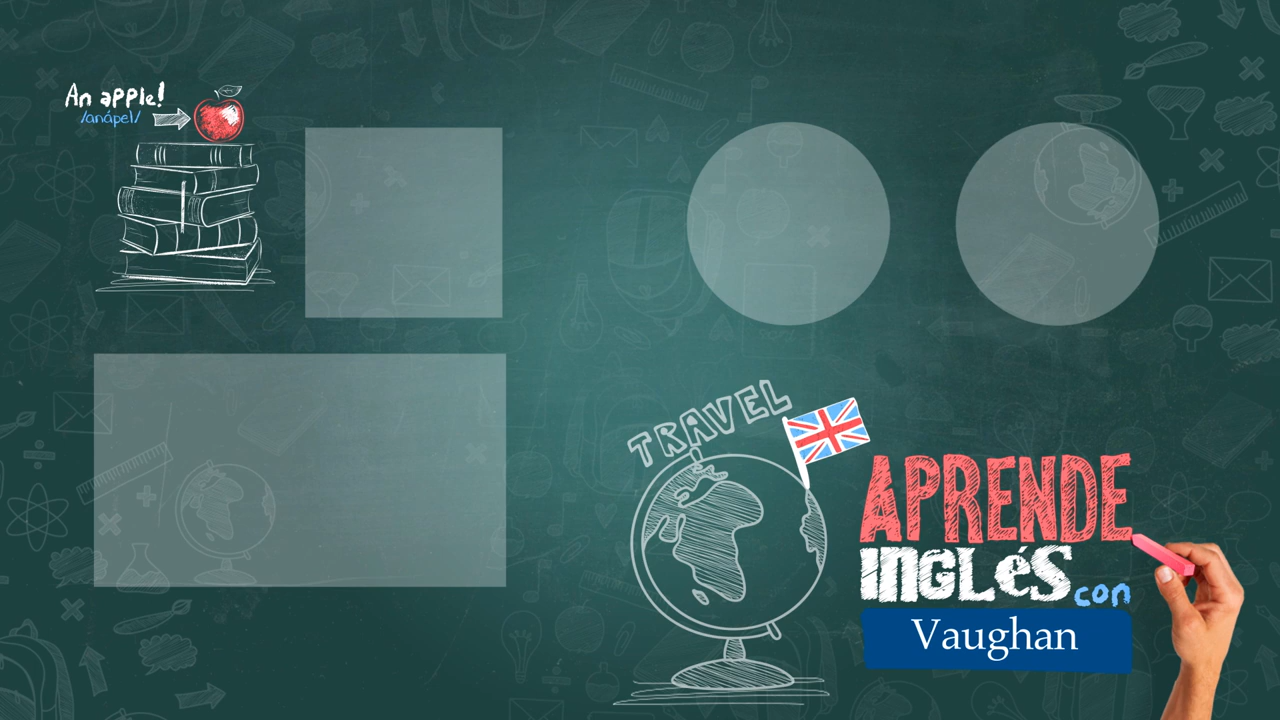 An apple!
/anápel/
TRAVEL
APRENDE
INGLéS con
Vaughan